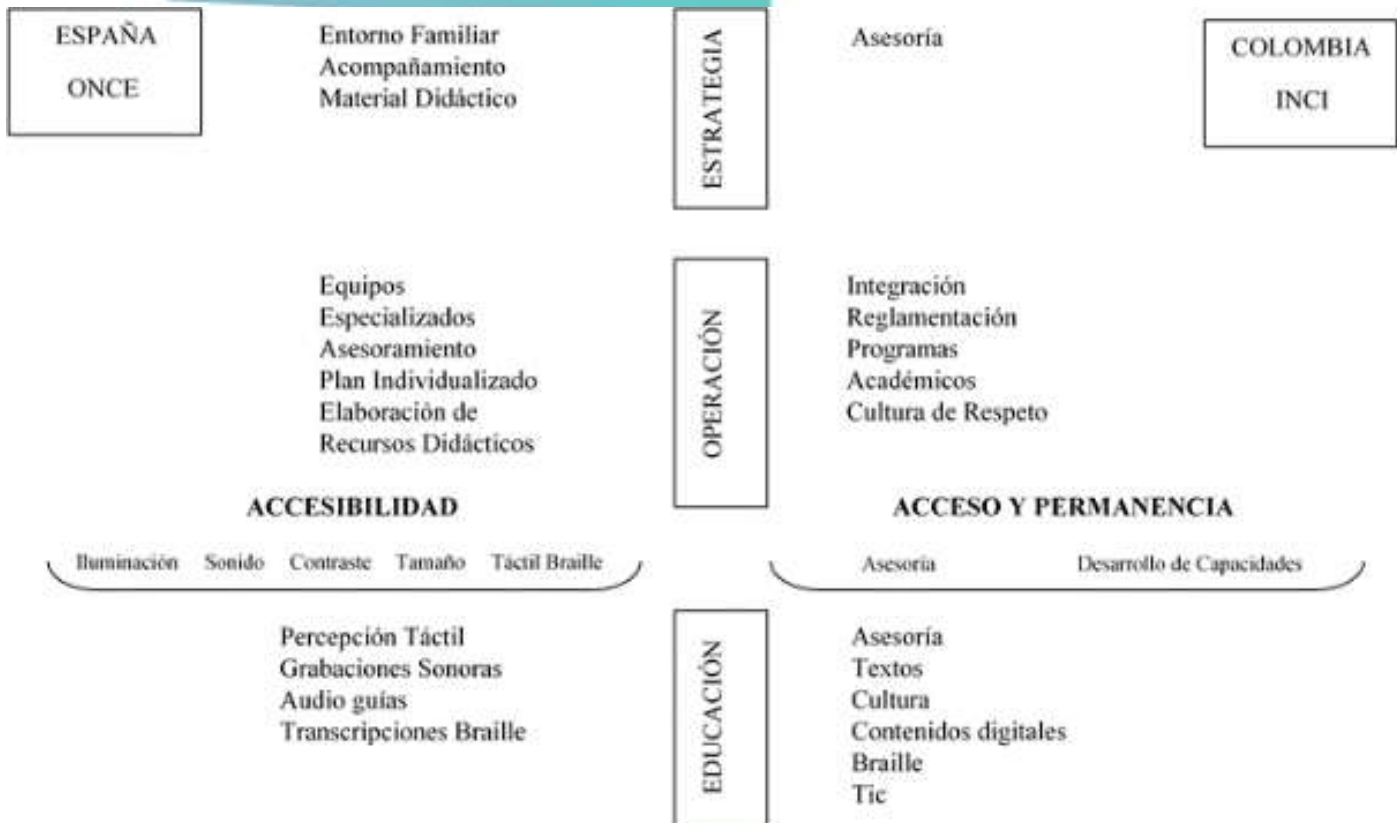 ESPAÑA
ONCE
Entorno Familiar
Acompañamiento
Material Didáctico
ESTRATEGIA
Asesoría
COLOMBIA
INCI
Equipos
Especializados
Asesoramiento
Plan Individualizado
Elaboración de
Recursos Didácticos
OPERACIÓN
Integración
Reglamentación
Programas
Académicos
Cultura de Respeto
ACCESIBILIDAD
Iluminación Sonido Contraste Tamaño Táctil Braille
ACCESO Y PERMANENCIA
Asesoría Desarrollo de Capacidades
Percepción Táctil
Grabaciones Sonoras
Audio guías
Transcripciones Braille
EDUCACIÓN
Asesoría
Textos
Cultura
Contenidos digitales
Braille
Tic